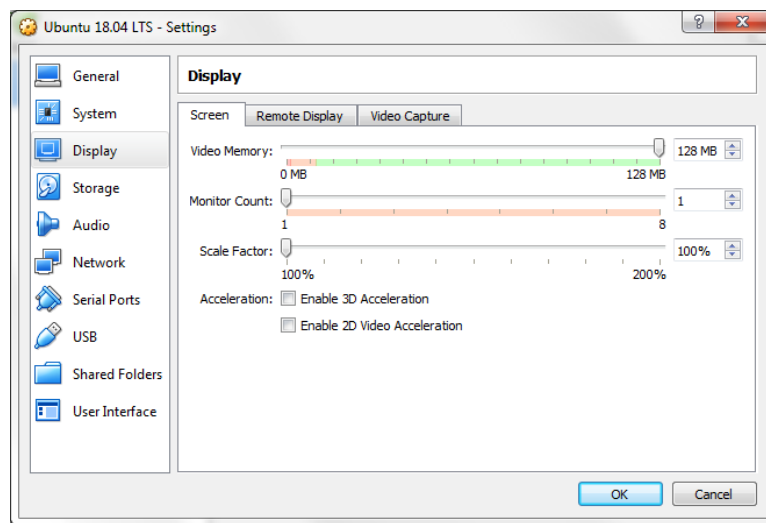 Ubuntu 18.04 LTS - Settings
General
System
Display
Storage
Audio
Network
Serial Ports
USB
Shared Folders
User Interface
Display
Screen Remote Display Video Capture
Video Memory: 128 MB
0 MB 128 MB
Monitor Count: 1
1 8
Scale Factor: 100%
100% 200%
Acceleration: Enable 3D Acceleration
Enable 2D Video Acceleration
OK Cancel